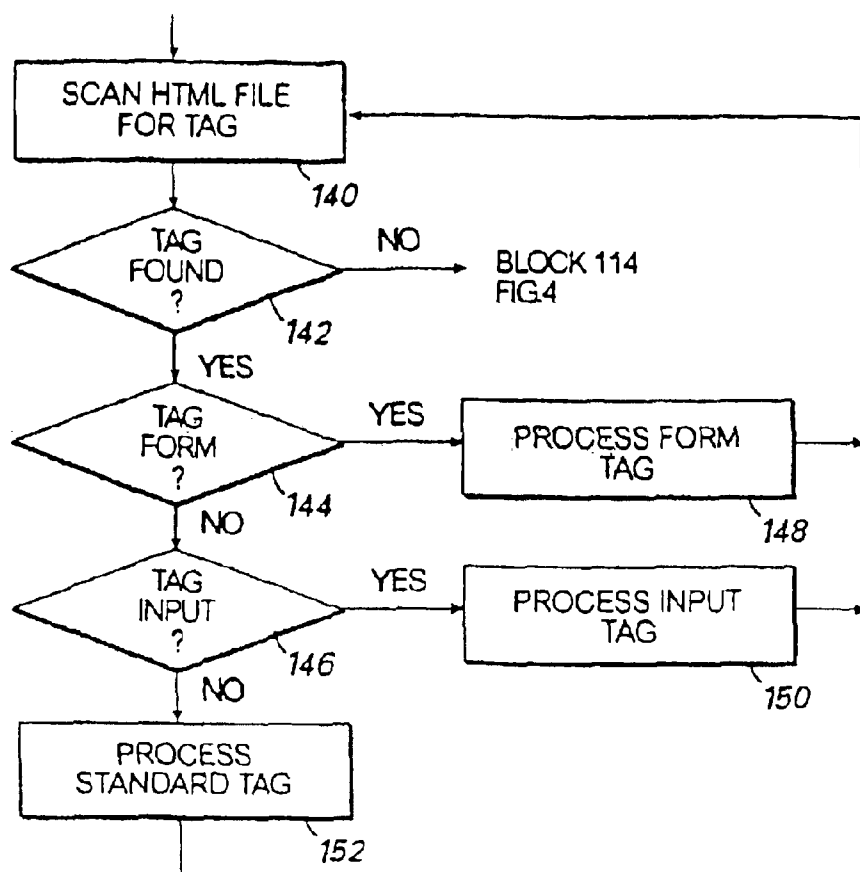 SCAN HTML FILE
FOR TAG
140
TAG
FOUND
?
NO
BLOCK 114
FIG.4
142
YES
TAG
FORM
?
YES
PROCESS FORM
TAG
144
148
NO
TAG
INPUT
?
YES
PROCESS INPUT
TAG
146
150
NO
PROCESS
STANDARD TAG
152